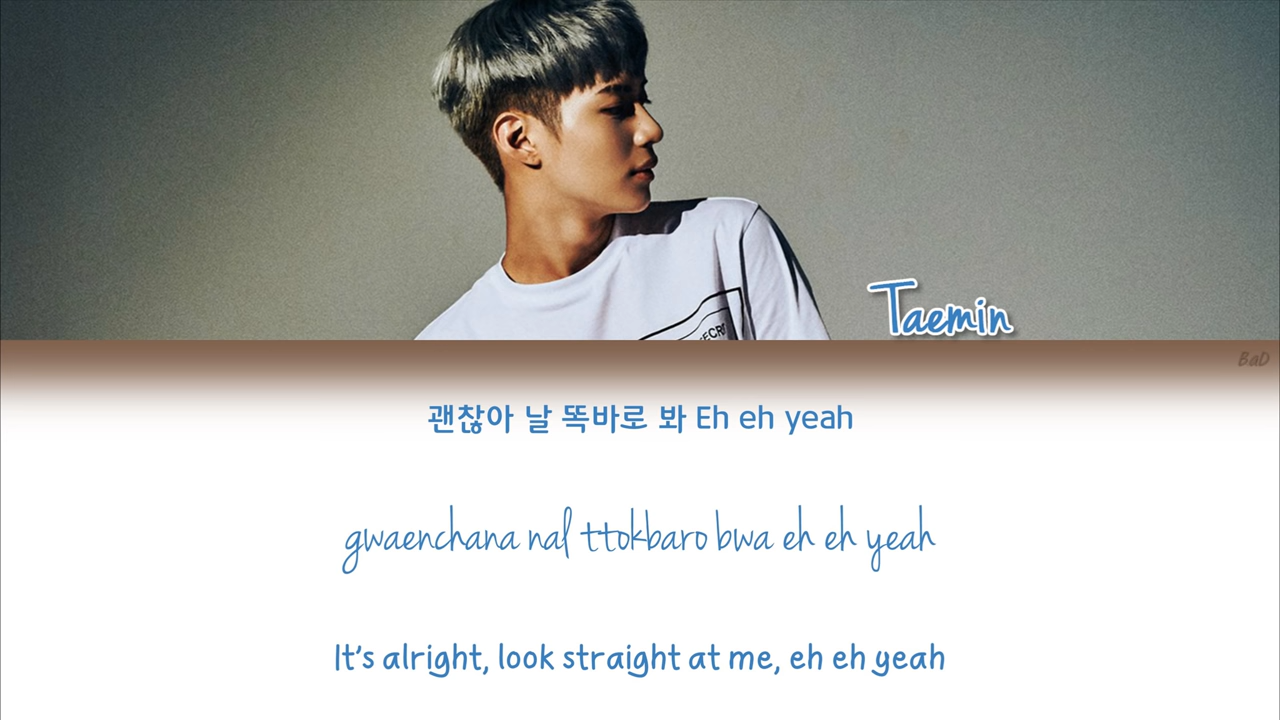 ECRE
Taemin
BaD
괜찮아 날 똑바로 봐 Eh eh yeah
gwaenchana nal ttokbaro bwa eh eh yeah
It's alright, look straight at me, eh eh yeah